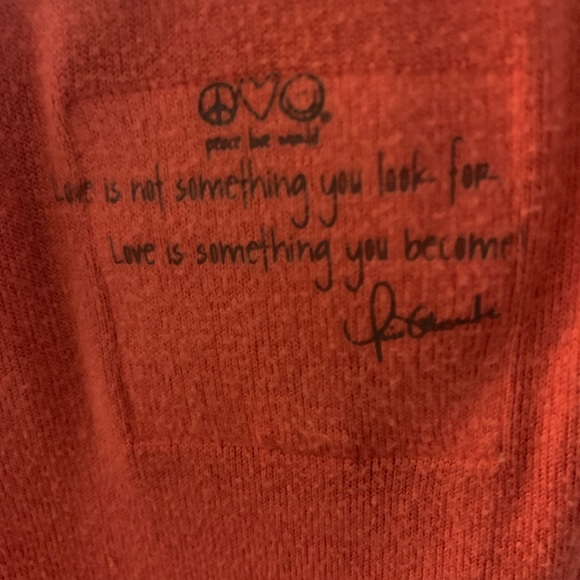 peace love world
Love is not something you look for
Love is something you become!